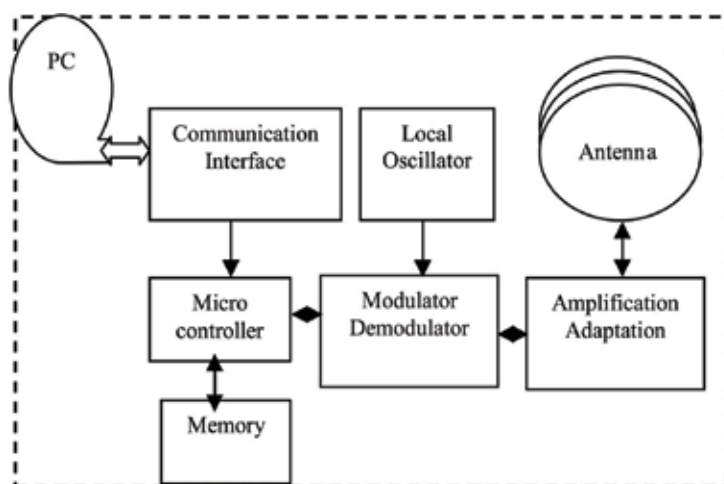 PC
Communication
Interface
Local
Oscillator
Antenna
Micro
controller
Modulator
Demodulator
Amplification
Adaptation
Memory